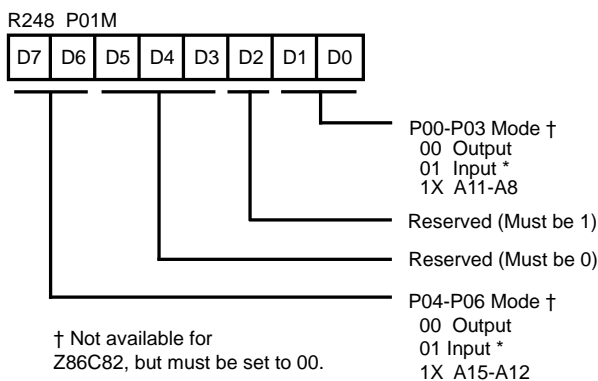 R248 P01M
D7 D6 D5 D4 D3 D2 D1 D0
P00-P03 Mode †
00 Output
01 Input *
1X A11-A8
Reserved (Must be 1)
Reserved (Must be 0)
P04-P06 Mode †
00 Output
01 Input *
1X A15-A12
† Not available for
Z86C82, but must be set to 00.